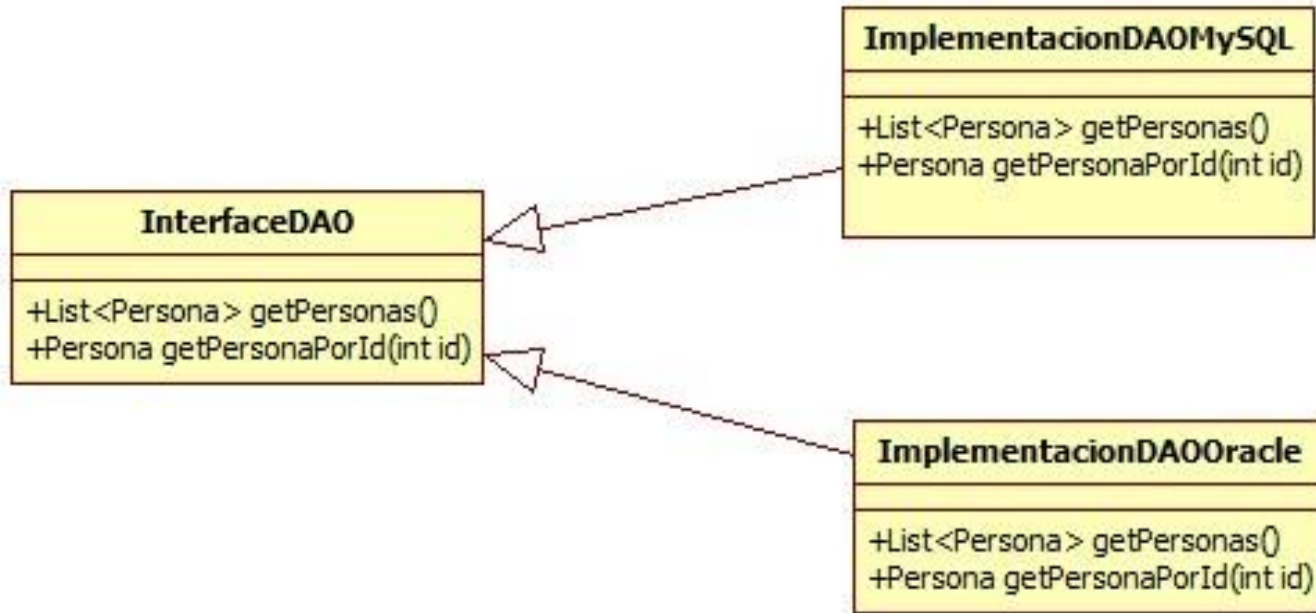 ImplementacionDAOMySQL
+List<Persona> getPersonas()
+Persona getPersonaPorId(int id)
InterfaceDAO
+List<Persona> getPersonas()
+Persona getPersonaPorId(int id)
ImplementacionDAOOracle
+List<Persona> getPersonas()
+Persona getPersonaPorId(int id)